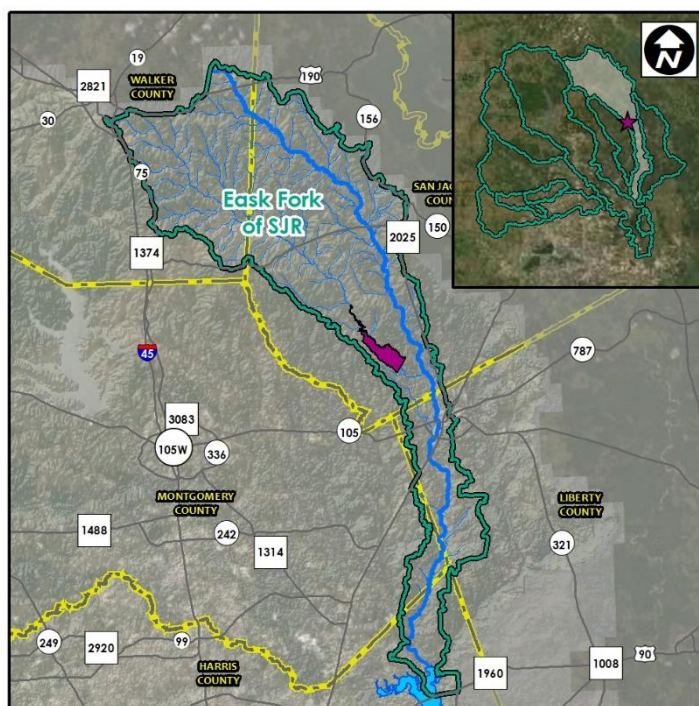 19
WALKER
COUNTY
190
2821
30
156
75
Eask Fork
of SJR
SAN JAC
COUN
150
2025
1374
45
787
3083
105
105W
336
MONTGOMERY
COUNTY
LIBERTY
COUNTY
1488
242
1314
321
249
2920
99
HARRIS
COUNTY
1960
1008
90
N